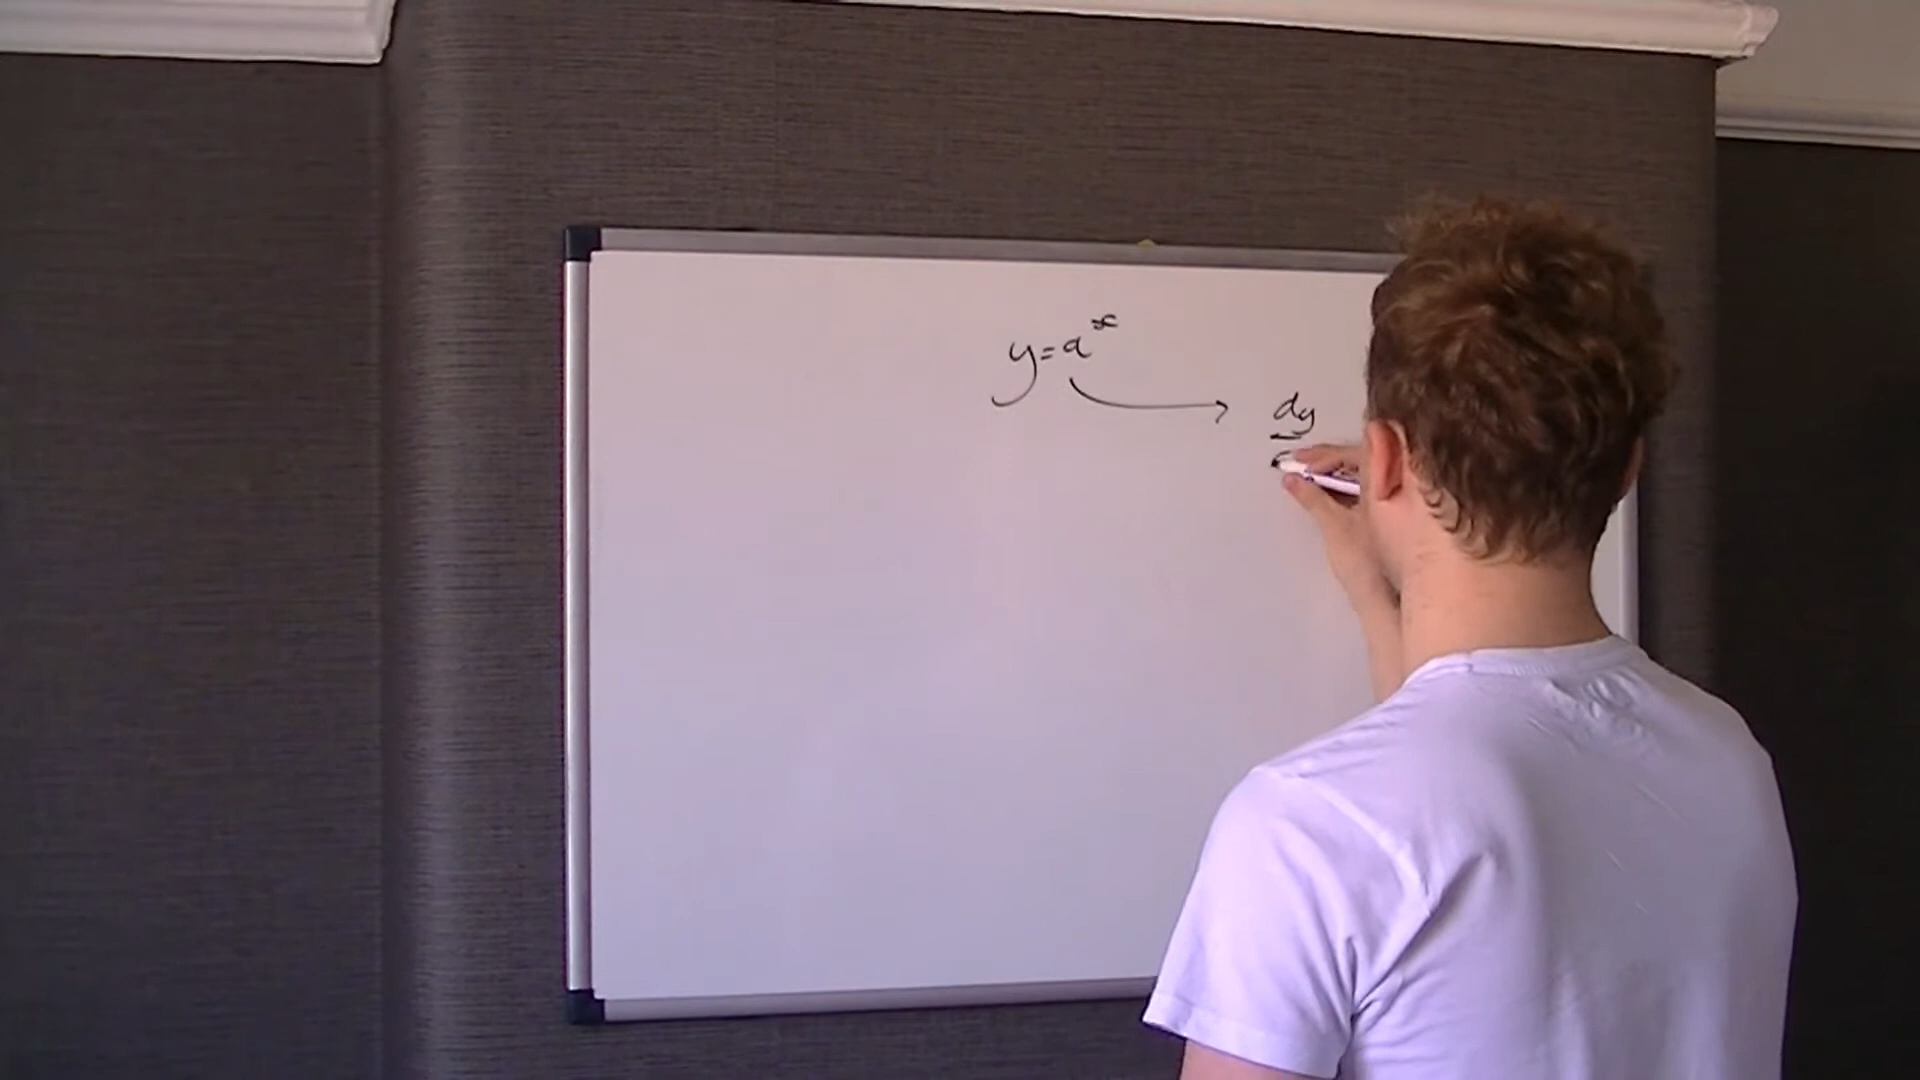 y=a^x
→ dy